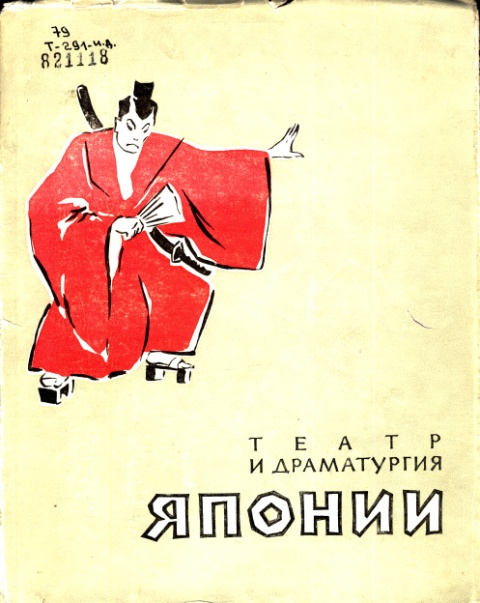 79
Т-291-и.д.
821118
ТЕАТР
И ДРАМАТУРГИЯ
ЯПОНИИ